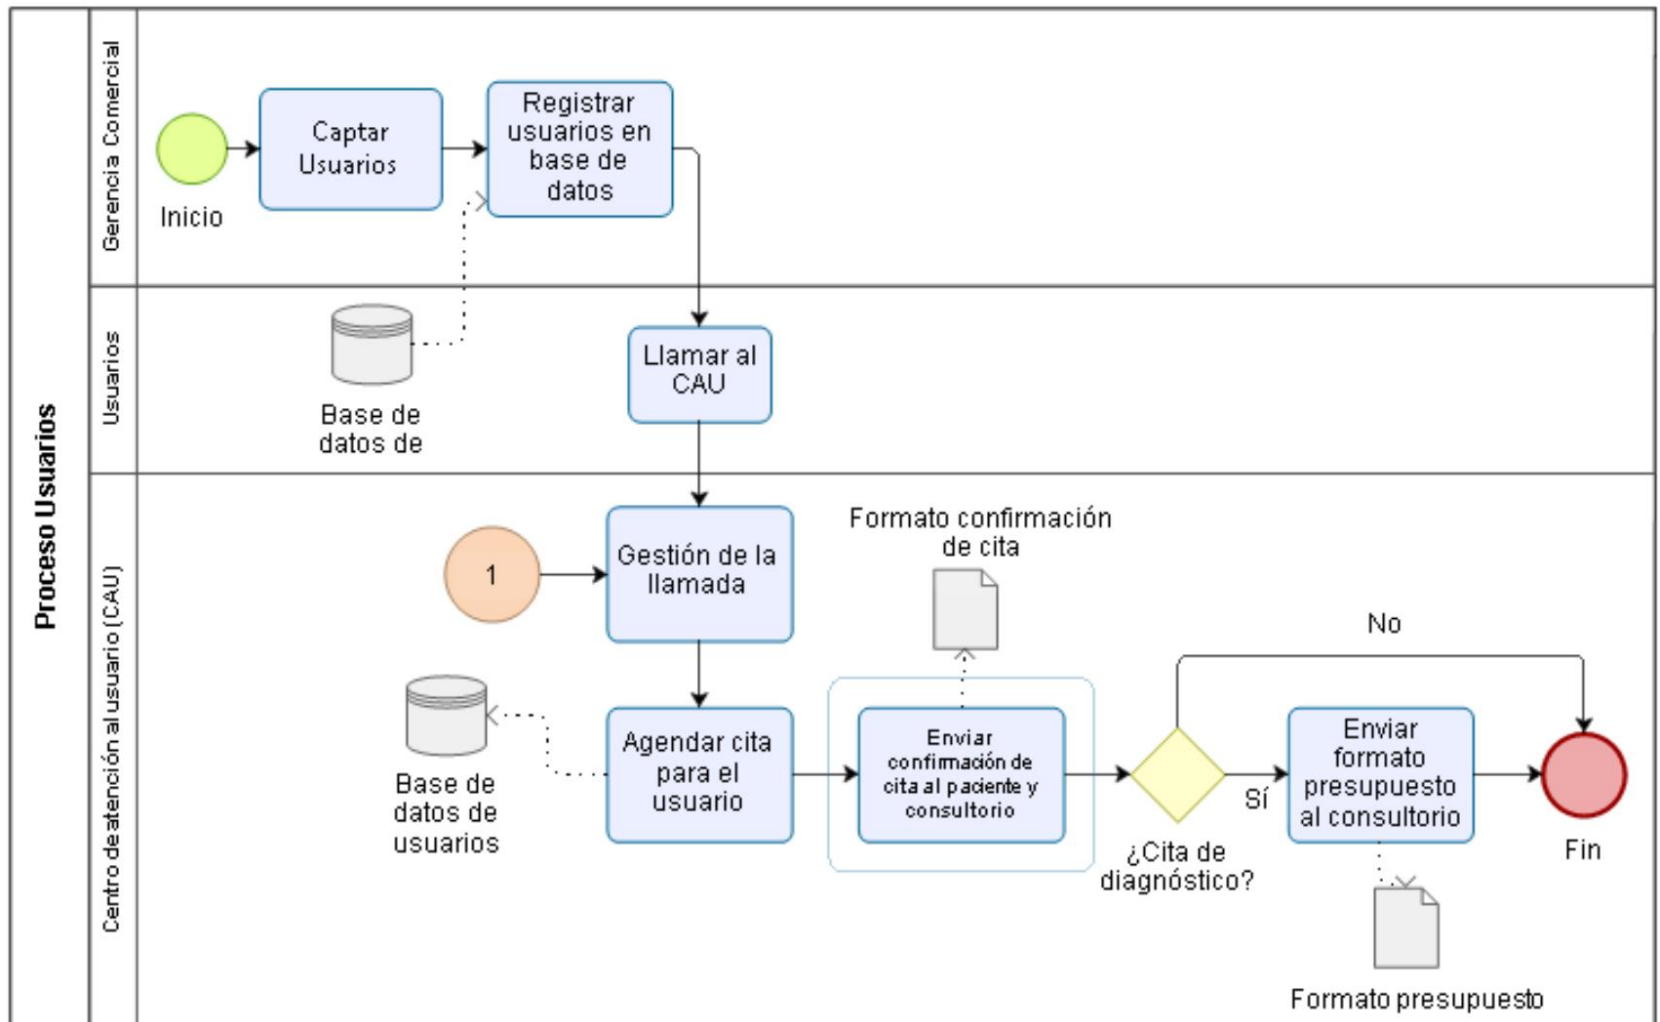 Proceso Usuarios
Gerencia Comercial
Inicio
Captar
Usuarios
Registrar
usuarios en
base de
datos
Usuarios
Base de
datos de
Llamar al
CAU
Centro de atención al usuario (CAU)
1
Gestión de la
llamada
Formato confirmación
de cita
Base de
datos de
usuarios
Agendar cita
para el
usuario
Enviar
confirmación de
cita al paciente y
consultorio
¿Cita de
diagnóstico?
No
Sí
Enviar
formato
presupuesto
al consultorio
Fin
Formato presupuesto